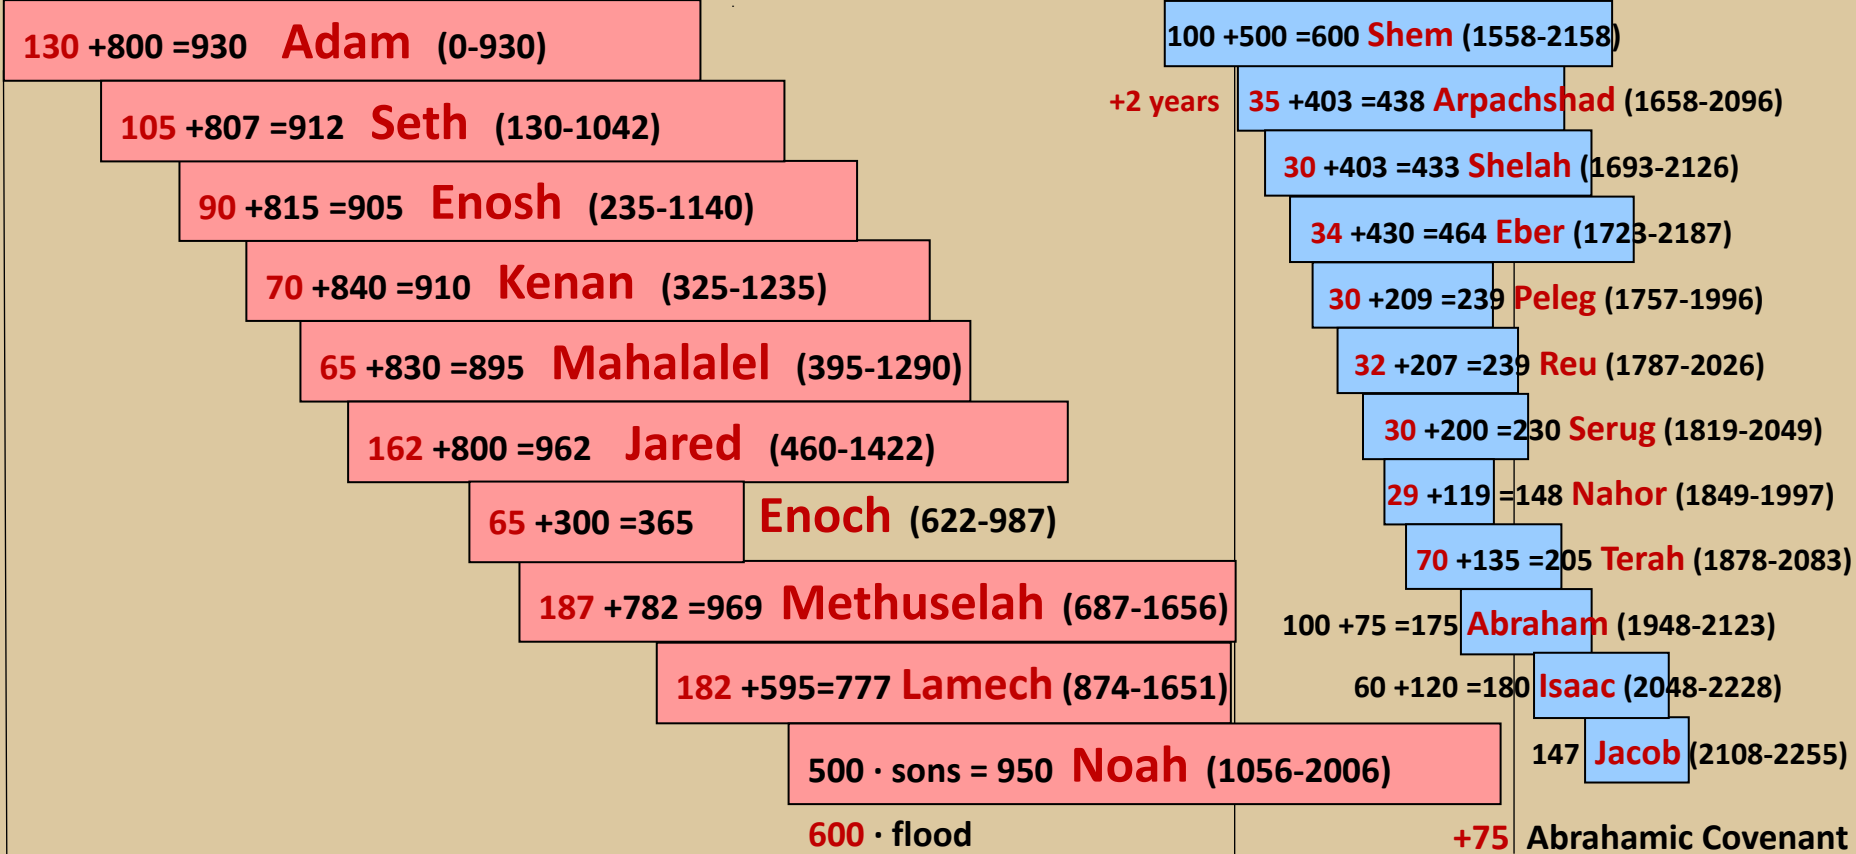 130 +800 =930 Adam (0-930)
105 +807 =912 Seth (130-1042)
90 +815 =905 Enosh (235-1140)
70 +840 =910 Kenan (325-1235)
65 +830 =895 Mahalalel (395-1290)
162 +800 =962 Jared (460-1422)
65 +300 =365 Enoch (622-987)
187 +782 =969 Methuselah (687-1656)
182 +595=777 Lamech (874-1651)
500 · sons = 950 Noah (1056-2006)
600 · flood
100 +500 =600 Shem (1558-2158)
+2 years 35 +403 =438 Arpachshad (1658-2096)
30 +403 =433 Shelah (1693-2126)
34 +430 =464 Eber (1723-2187)
30 +209 =239 Peleg (1757-1996)
32 +207 =239 Reu (1787-2026)
30 +200 =230 Serug (1819-2049)
29 +119 =148 Nahor (1849-1997)
70 +135 =205 Terah (1878-2083)
100 +75 =175 Abraham (1948-2123)
60 +120 =180 Isaac (2048-2228)
147 Jacob (2108-2255)
+75 Abrahamic Covenant